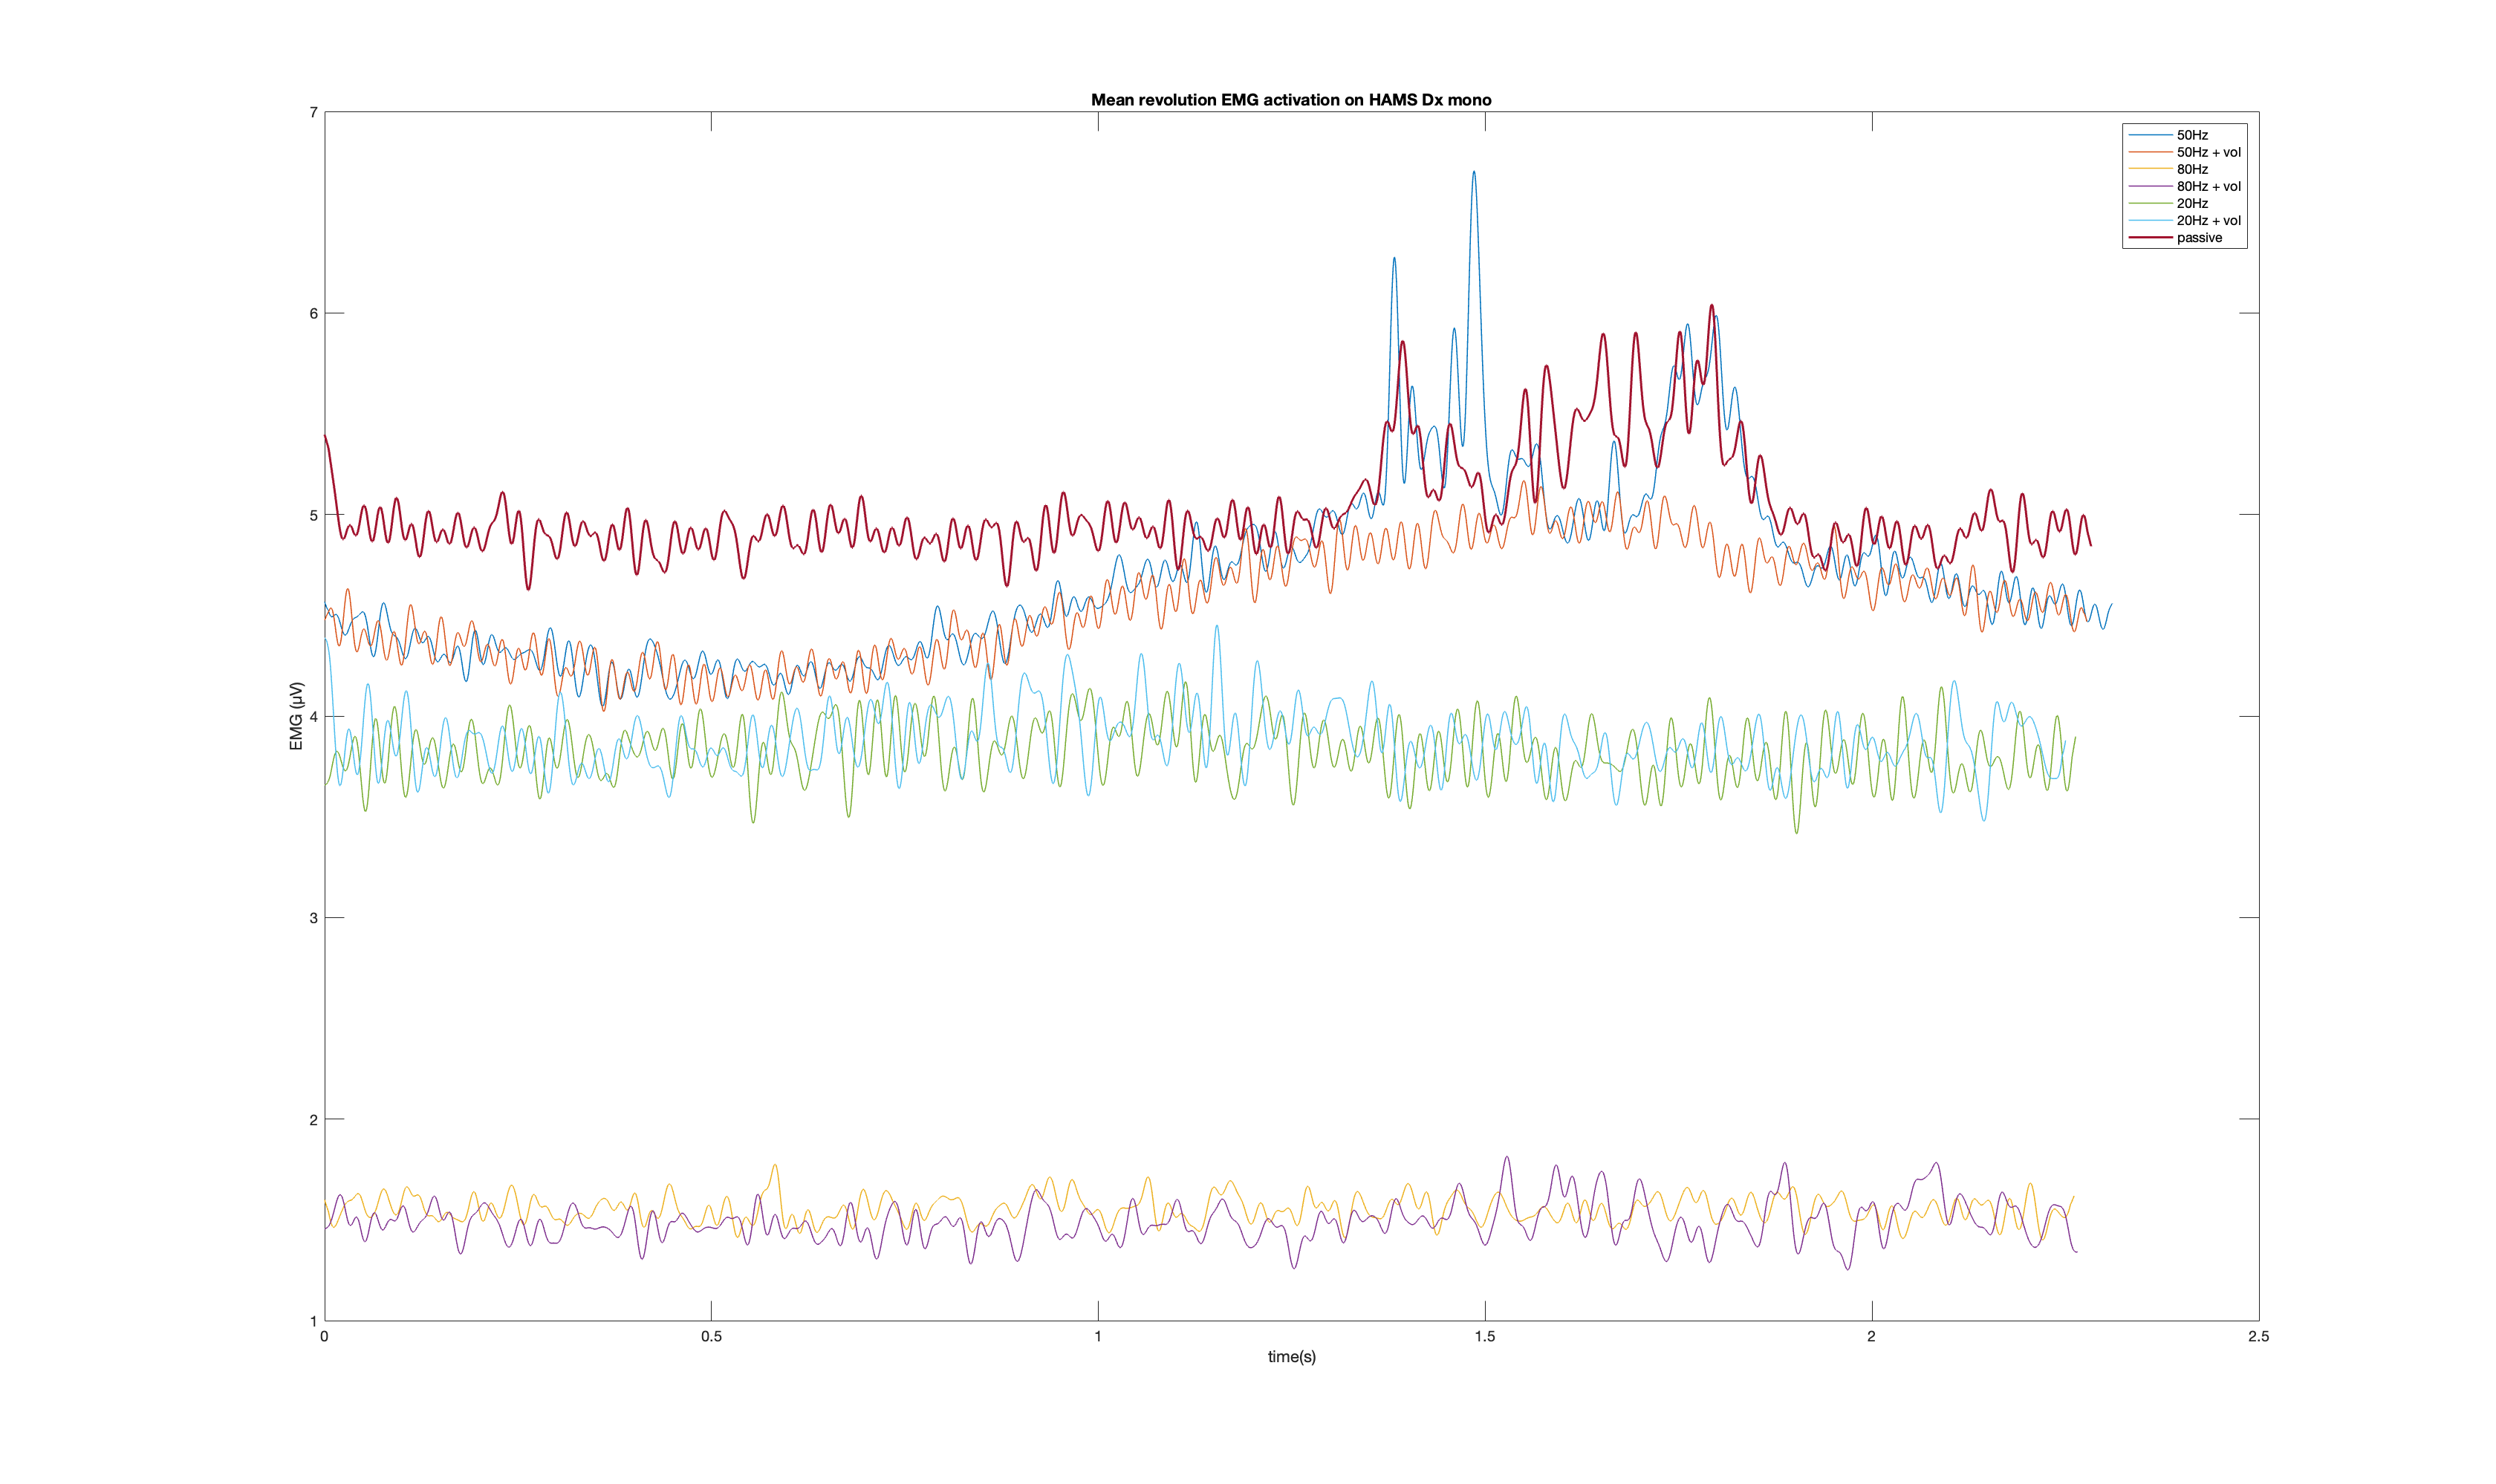 Mean revolution EMG activation on HAMS Dx mono
7
6
5
4
3
2
1
EMG (µV)
50Hz
50Hz + vol
80Hz
80Hz + vol
20Hz
20Hz + vol
passive
0
0.5
1
1.5
2
2.5
time(s)